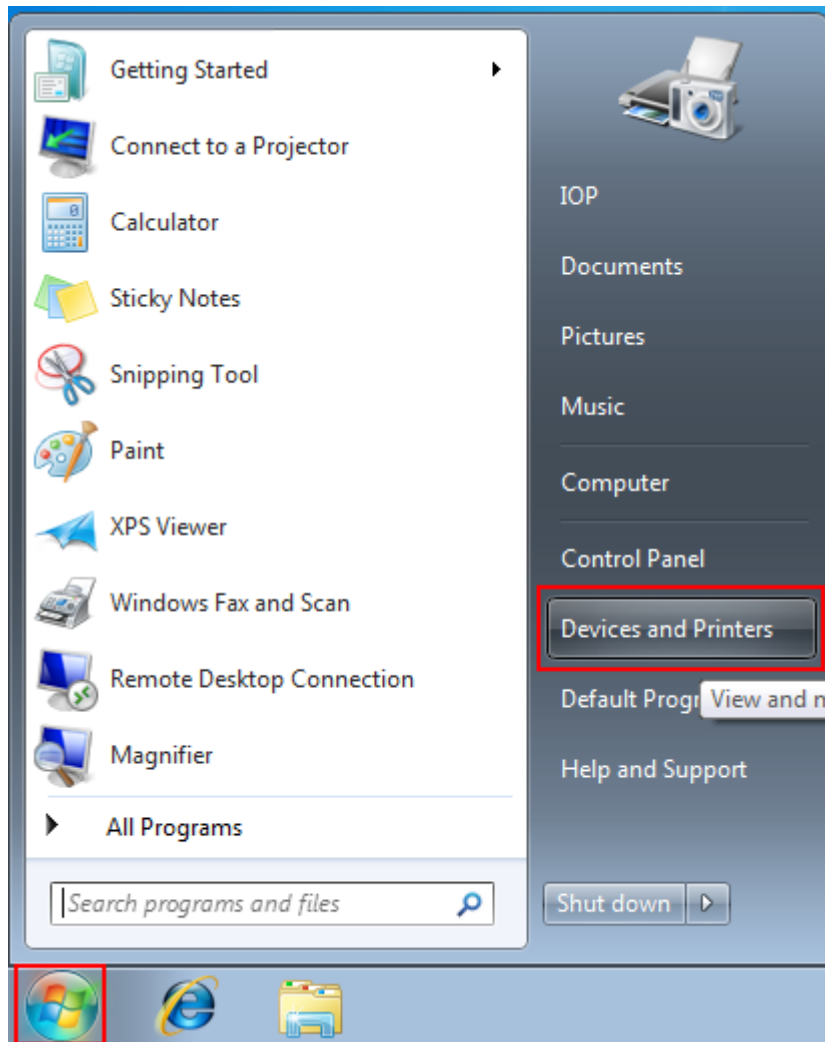 Getting Started
Connect to a Projector
Calculator
Sticky Notes
Snipping Tool
Paint
XPS Viewer
Windows Fax and Scan
Remote Desktop Connection
Magnifier
All Programs
Search programs and files
IOP
Documents
Pictures
Music
Computer
Control Panel
Devices and Printers
Default
View and
Help and Support
Shut down